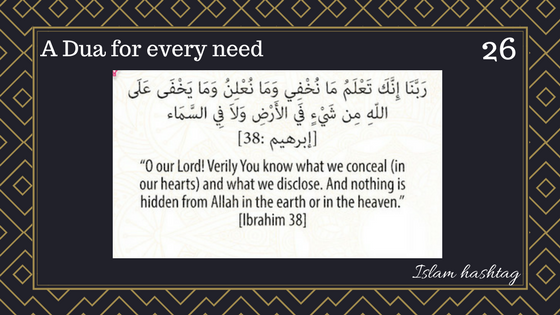 A Dua for every need
26
رَبَّنَا إِنَّكَ تَعْلَمُ مَا نُخْفِي وَمَا نُعْلِنُ وَمَا يَخْفَى عَلَى
اللّهِ مِن شَيْءٍ فَي الأَرْضِ وَلاَ فِي السَّمَاء
[إبرهيم :38]
“O our Lord! Verily You know what we conceal (in
our hearts) and what we disclose. And nothing is
hidden from Allah in the earth or in the heaven.”
[Ibrahim 38]
Islam hashtag